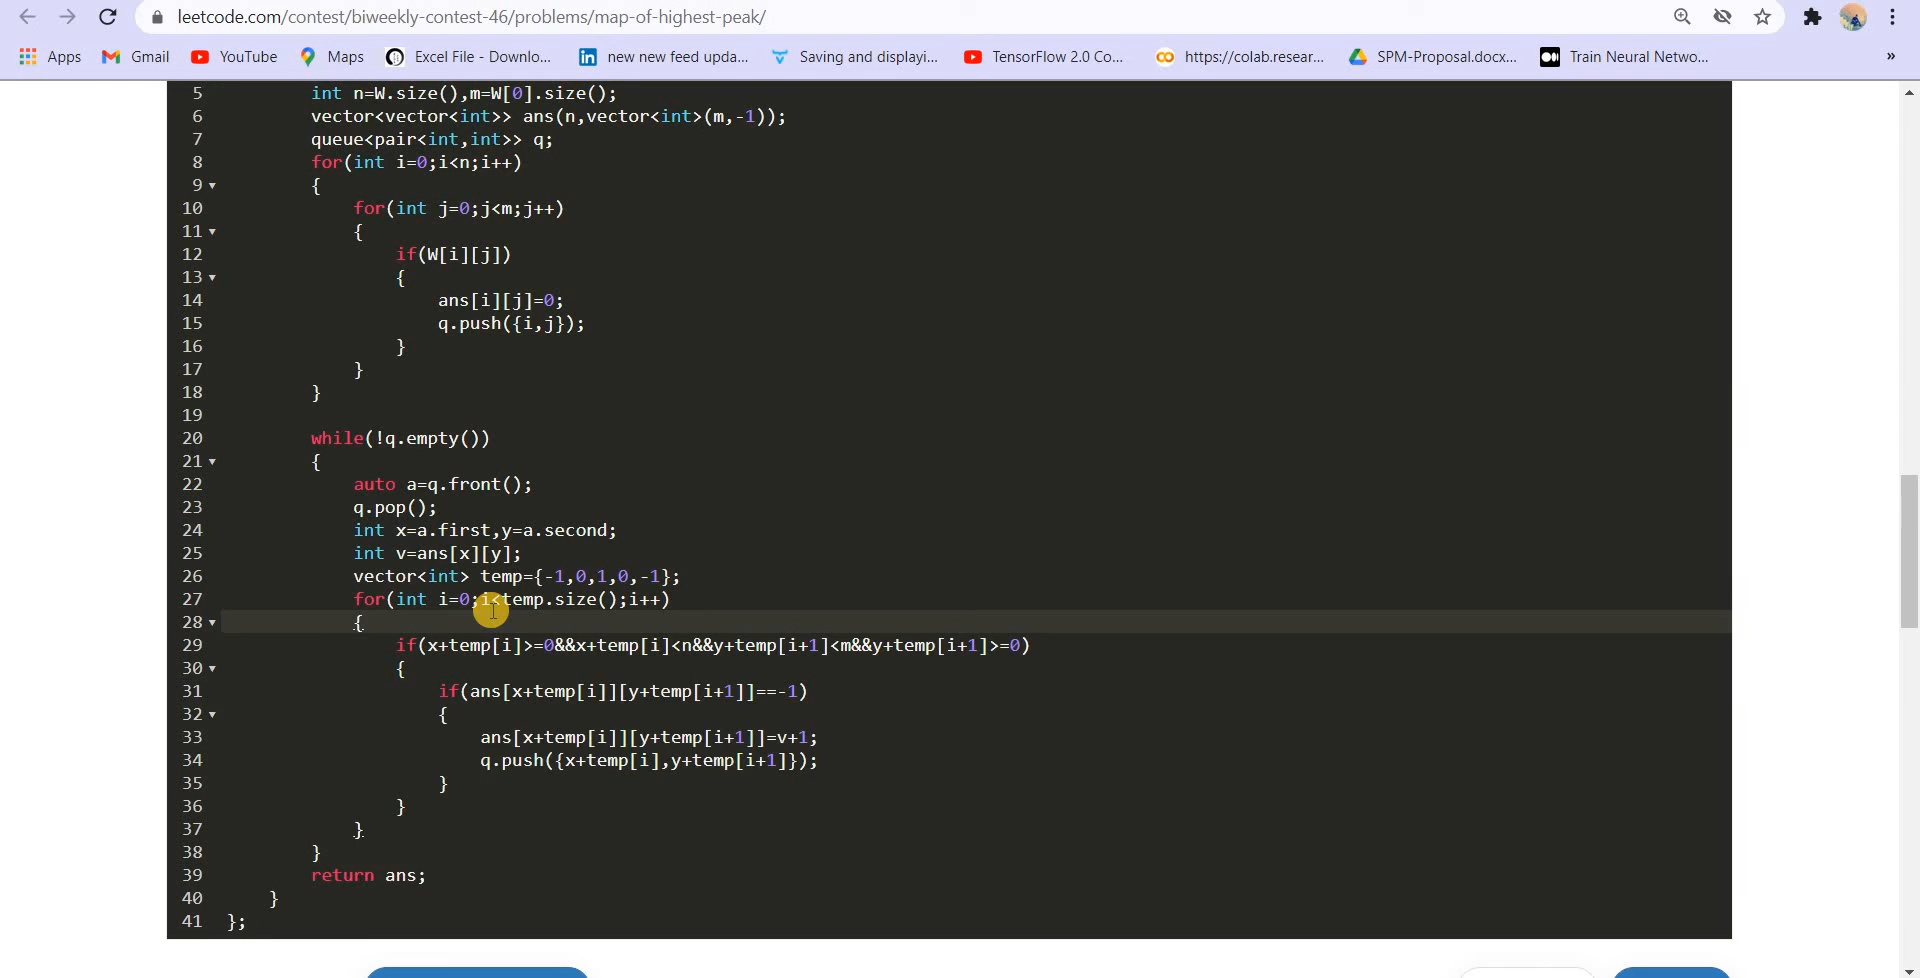 leetcode.com/contest/biweekly-contest-46/problems/map-of-highest-peak/
Apps Gmail YouTube Maps Excel File - Downlo... new new feed upda... Saving and displayi... TensorFlow 2.0 Co... https://colab.resear... SPM-Proposal.docx... Train Neural Netwo... »
5 int n=W.size(),m=W[0].size();
6 vector<vector<int>> ans(n,vector<int>(m,-1));
7 queue<pair<int,int>> q;
8 for(int i=0;i<n;i++)
9 {
10 for(int j=0;j<m;j++)
11 {
12 if(W[i][j])
13 {
14 ans[i][j]=0;
15 q.push({i,j});
16 }
17 }
18 }
19
20 while(!q.empty())
21 {
22 auto a=q.front();
23 q.pop();
24 int x=a.first,y=a.second;
25 int v=ans[x][y];
26 vector<int> temp={-1,0,1,0,-1};
27 for(int i=0;i<temp.size();i++)
28 {
29 if(x+temp[i]>=0&&x+temp[i]<n&&y+temp[i+1]<m&&y+temp[i+1]>=0)
30 {
31 if(ans[x+temp[i]][y+temp[i+1]]==-1)
32 {
33 ans[x+temp[i]][y+temp[i+1]]=v+1;
34 q.push({x+temp[i],y+temp[i+1]});
35 }
36 }
37 }
38 }
39 return ans;
40 }
41 };